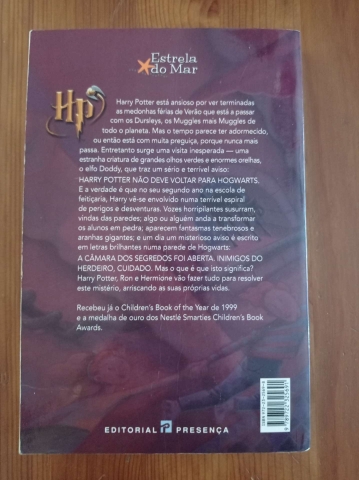 Estrela
do Mar
HP
Harry Potter está ansioso por ver terminadas
as medonhas férias de Verão que está a passar
com os Dursleys, os Muggles mais Muggles de
todo o planeta. Mas o tempo parece ter adormecido,
ou então está com muita preguiça, porque nunca mais
passa. Entretanto surge uma visita inesperada — uma
estranha criatura de grandes olhos verdes e enormes orelhas,
o elfo Doddy, que traz um sério e terrível aviso:
HARRY POTTER NÃO DEVE VOLTAR PARA HOGWARTS.
E a verdade é que no seu segundo ano na escola de
feitiçaria, Harry vê-se envolvido numa terrível espiral
de perigos e desventuras. Vozes horripilantes susurram,
vindas das paredes; algo ou alguém anda a transformar
os alunos em pedra; aparecem fantasmas tenebrosos e
aranhas gigantes; e um dia um misterioso aviso é escrito
em letras brilhantes numa parede de Hogwarts:
A CÂMARA DOS SEGREDOS FOI ABERTA. INIMIGOS DO
HERDEIRO, CUIDADO. Mas o que é que isto significa?
Harry Potter, Ron e Hermione vão fazer tudo para resolver
este mistério, arriscando as suas próprias vidas.
Recebeu já o Children's Book of the Year de 1999
e a medalha de ouro dos Nestlé Smarties Children's Book
Awards.
EDITORIAL PRESENÇA